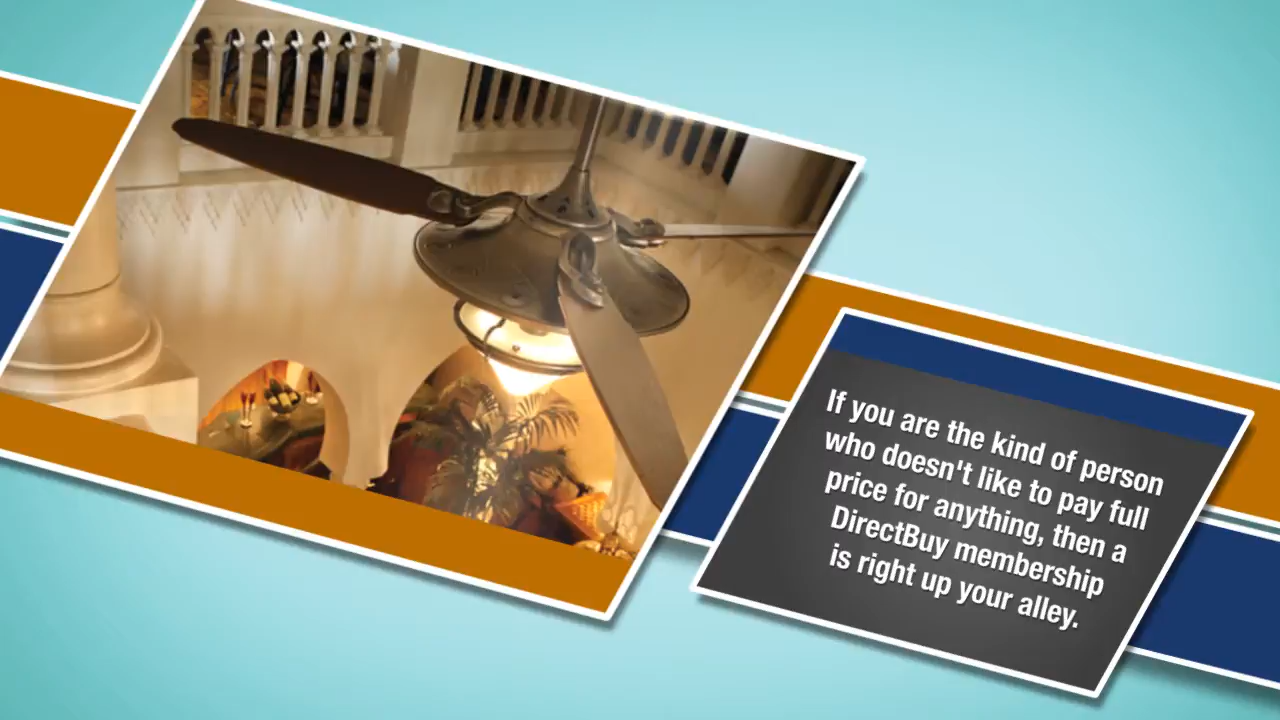 If you are the kind of person
who doesn't like to pay full
price for anything, then a
DirectBuy membership
is right up your alley.